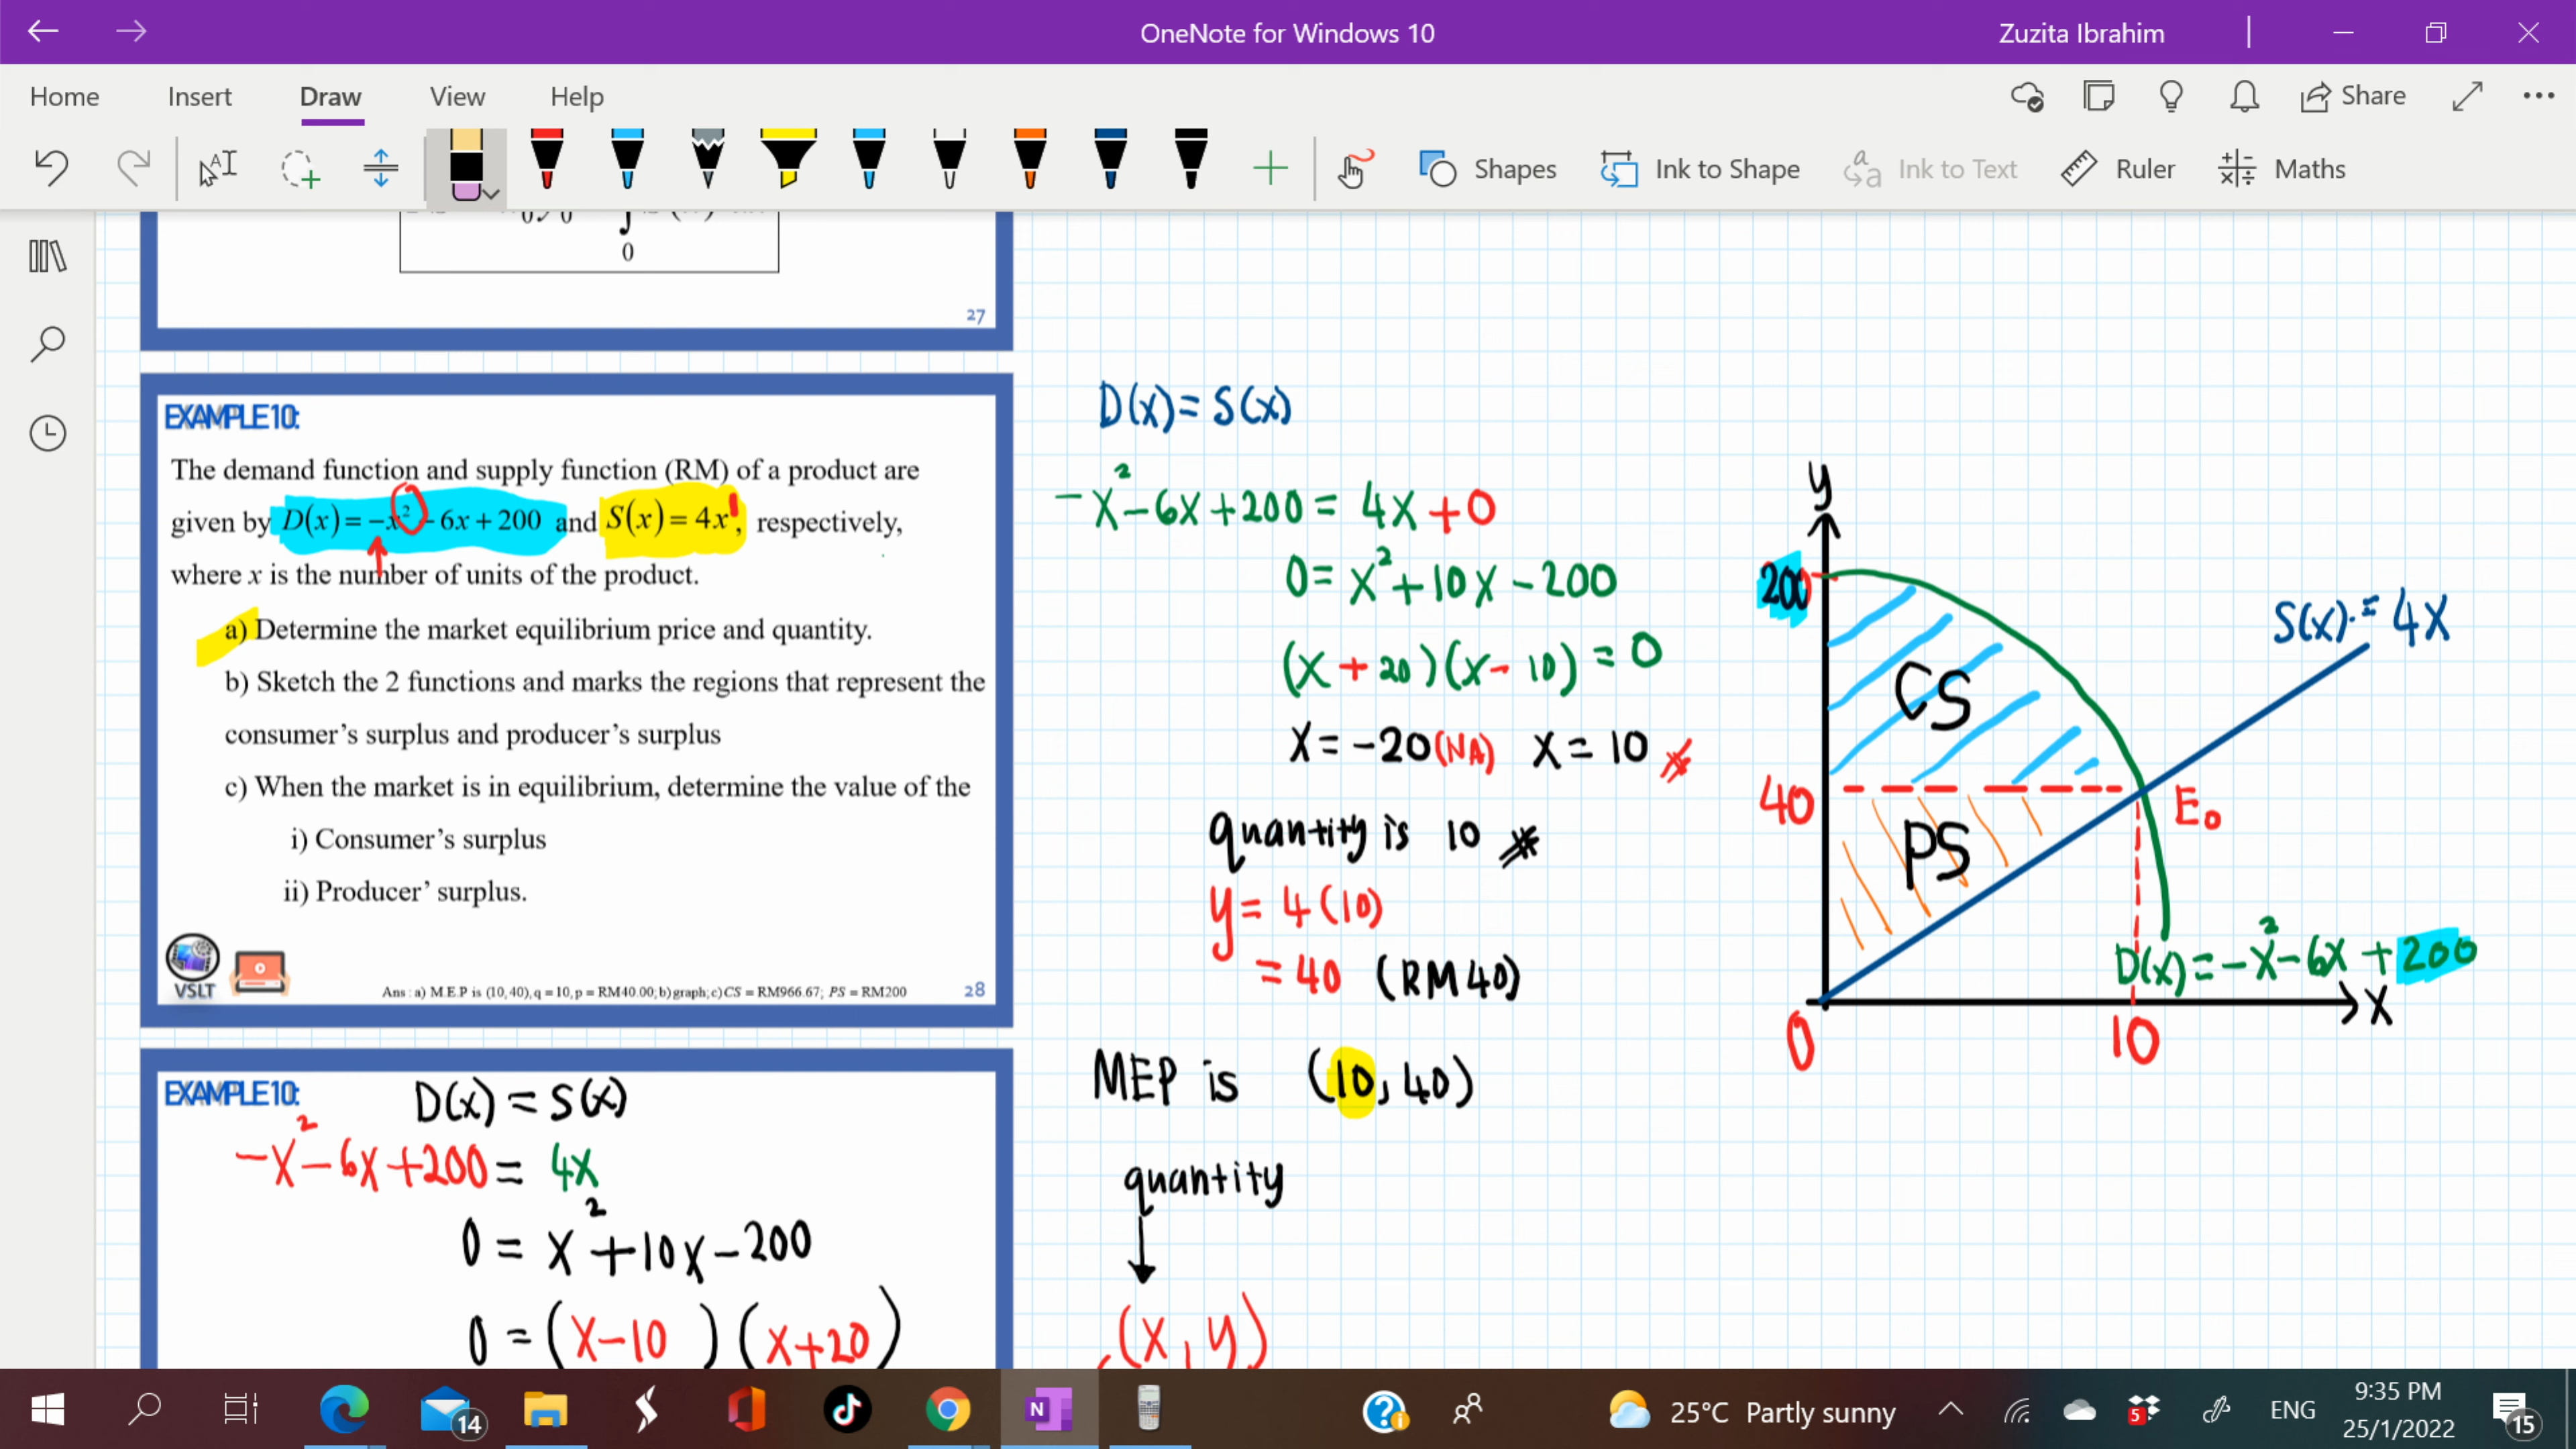 OneNote for Windows 10
Zuzita Ibrahim
Home Insert Draw View Help
Share
Shapes
Ink to Shape
Ink to Text
Ruler
Maths
0
27
EXAMPLE10:
The demand function and supply function (RM) of a product are
given by D(x)= −x² − 6x + 200 and S(x)= 4x, respectively,
where x is the number of units of the product.
a) Determine the market equilibrium price and quantity.
b) Sketch the 2 functions and marks the regions that represent the
consumer's surplus and producer's surplus
c) When the market is in equilibrium, determine the value of the
i) Consumer's surplus
ii) Producer' surplus.
VSLT
Ans : a) M.E.P is (10,40), q = 10, p = RM40.00; b) graph; c) CS = RM966.67; PS = RM200
28
EXAMPLE10:
D(x) = S(x)
-x²-6x+200 = 4x
0 = x²+10x-200
0 = (x-10)(x+20)
D(x) = S(x)
-x²-6x+200 = 4x+0
0 = x²+10x-200
(x+20)(x-10) = 0
x = -20 (NA) x = 10
quantity is 10
y = 4(10)
= 40 (RM40)
MEP is (10, 40)
quantity
(x, y)
y
200
S(x) = 4x
CS
40
E₀
PS
D(x) = -x²-6x+200
x
0
10
14
25°C Partly sunny
5
ENG
9:35 PM
25/1/2022
15